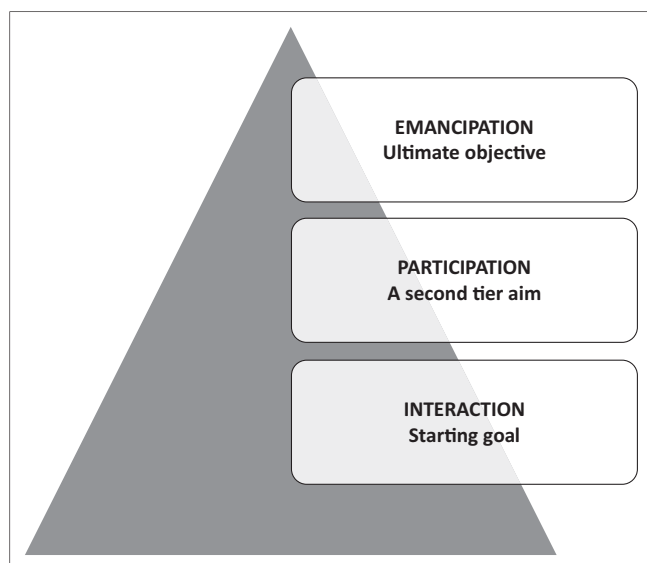 EMANCIPATION
Ultimate objective
PARTICIPATION
A second tier aim
INTERACTION
Starting goal